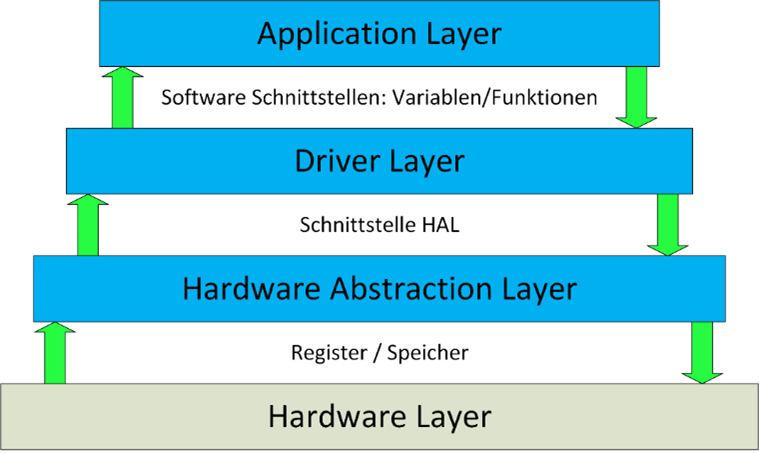 Application Layer
Software Schnittstellen: Variablen/Funktionen
Driver Layer
Schnittstelle HAL
Hardware Abstraction Layer
Register / Speicher
Hardware Layer